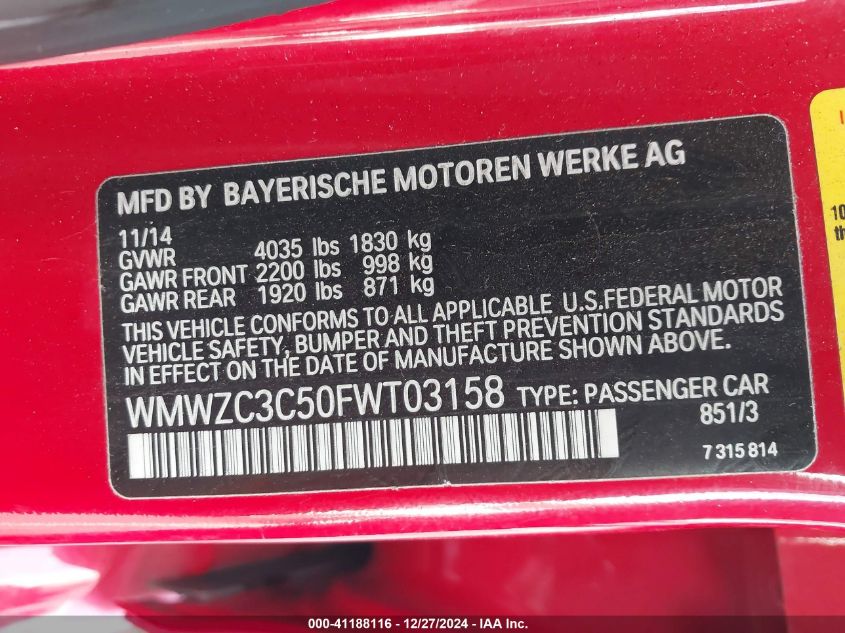 MFD BY BAYERISCHE MOTOREN WERKE AG
11/14
GVWR 4035 lbs 1830 kg
GAWR FRONT 2200 lbs 998 kg
GAWR REAR 1920 lbs 871 kg
THIS VEHICLE CONFORMS TO ALL APPLICABLE U.S.FEDERAL MOTOR
VEHICLE SAFETY, BUMPER AND THEFT PREVENTION STANDARDS
IN EFFECT ON THE DATE OF MANUFACTURE SHOWN ABOVE.
WMWZC3C50FWT03158 TYPE: PASSENGER CAR
851/3
7 315 814
10
th
000-41188116 - 12/27/2024 - IAA Inc.